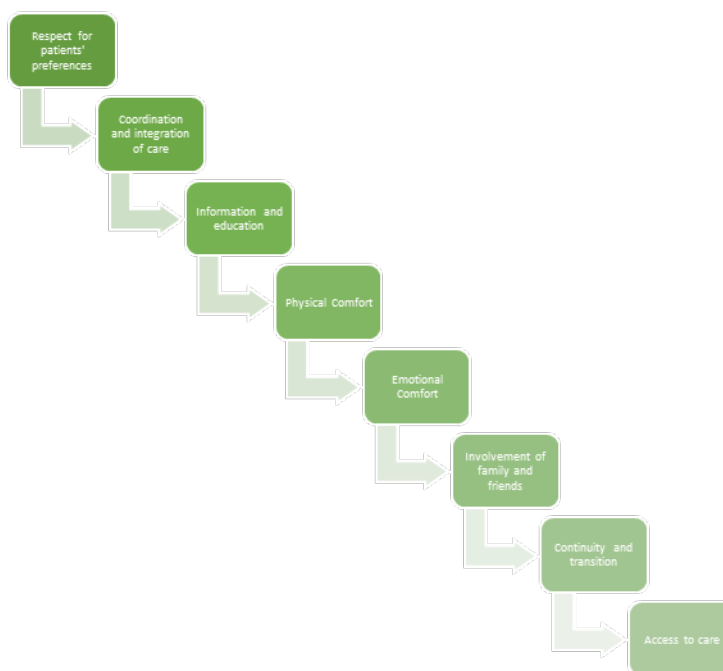 Respect for
patients'
preferences
Coordination
and integration
of care
Information and
education
Physical Comfort
Emotional
Comfort
Involvement of
family and
friends
Continuity and
transition
Access to care